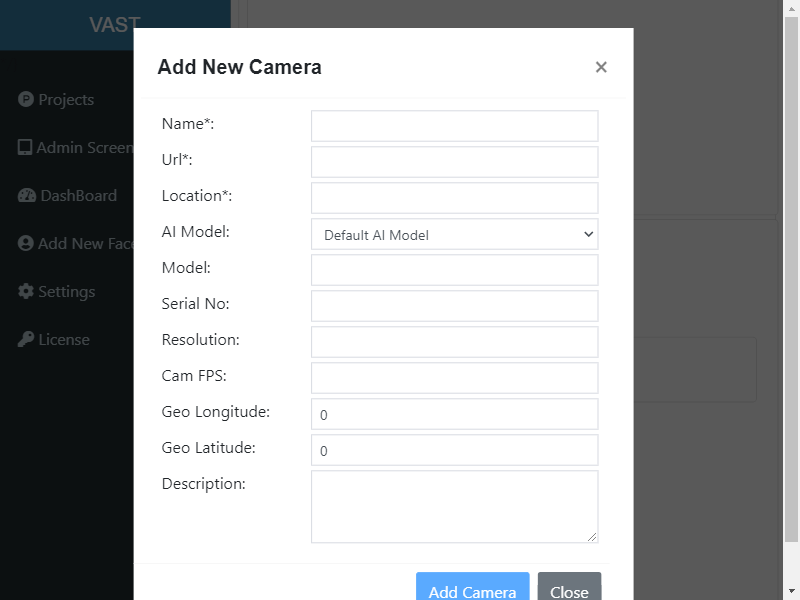 VAST
Add New Camera
×
Projects
Admin Screen
DashBoard
Add New Face
Settings
License
Name*:
Url*:
Location*:
AI Model:
Default AI Model
Model:
Serial No:
Resolution:
Cam FPS:
Geo Longitude:
0
Geo Latitude:
0
Description:
Add Camera
Close